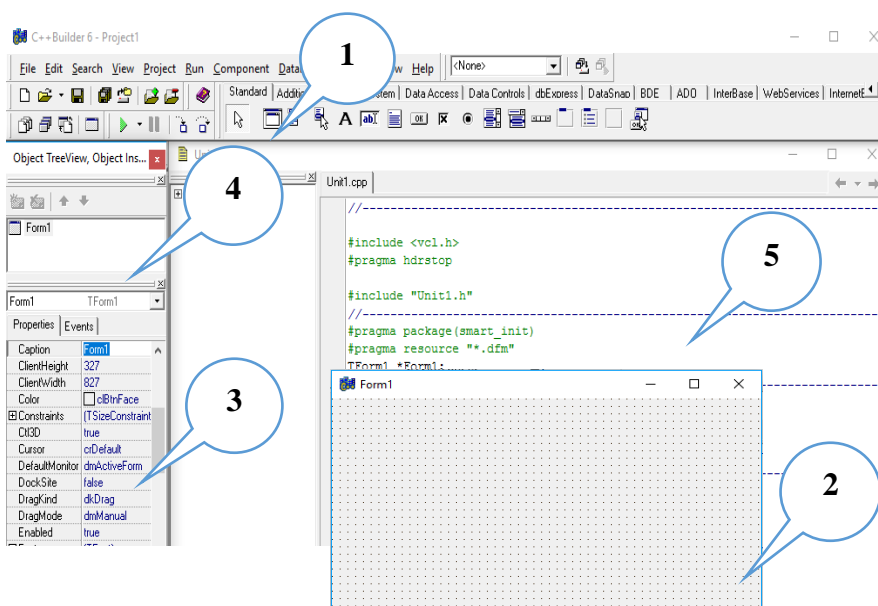 C++Builder 6 - Project1
1
File Edit Search View Project Run Component w Help <None>
Standard Data Access Data Controls dbExpress DataSnap BDE ADO InterBase WebServices
A ab| OK
Object TreeView, Object Ins...
4
Unit1.cpp
Form1
//
#include <vcl.h>
#pragma hdrstop
5
#include "Unit1.h"
//
#pragma package(smart_init)
#pragma resource "*.dfm"
TForm1 *Form1;
Form1 TForm1
Properties Events
Caption Form1
ClientHeight 327
ClientWidth 827
Color clBtnFace
Constraints (TSizeConstraint
Ctl3D true
Cursor crDefault
DefaultMonitor dmActiveForm
DockSite false
DragKind dkDrag
DragMode dmManual
Enabled true
3
Form1
2